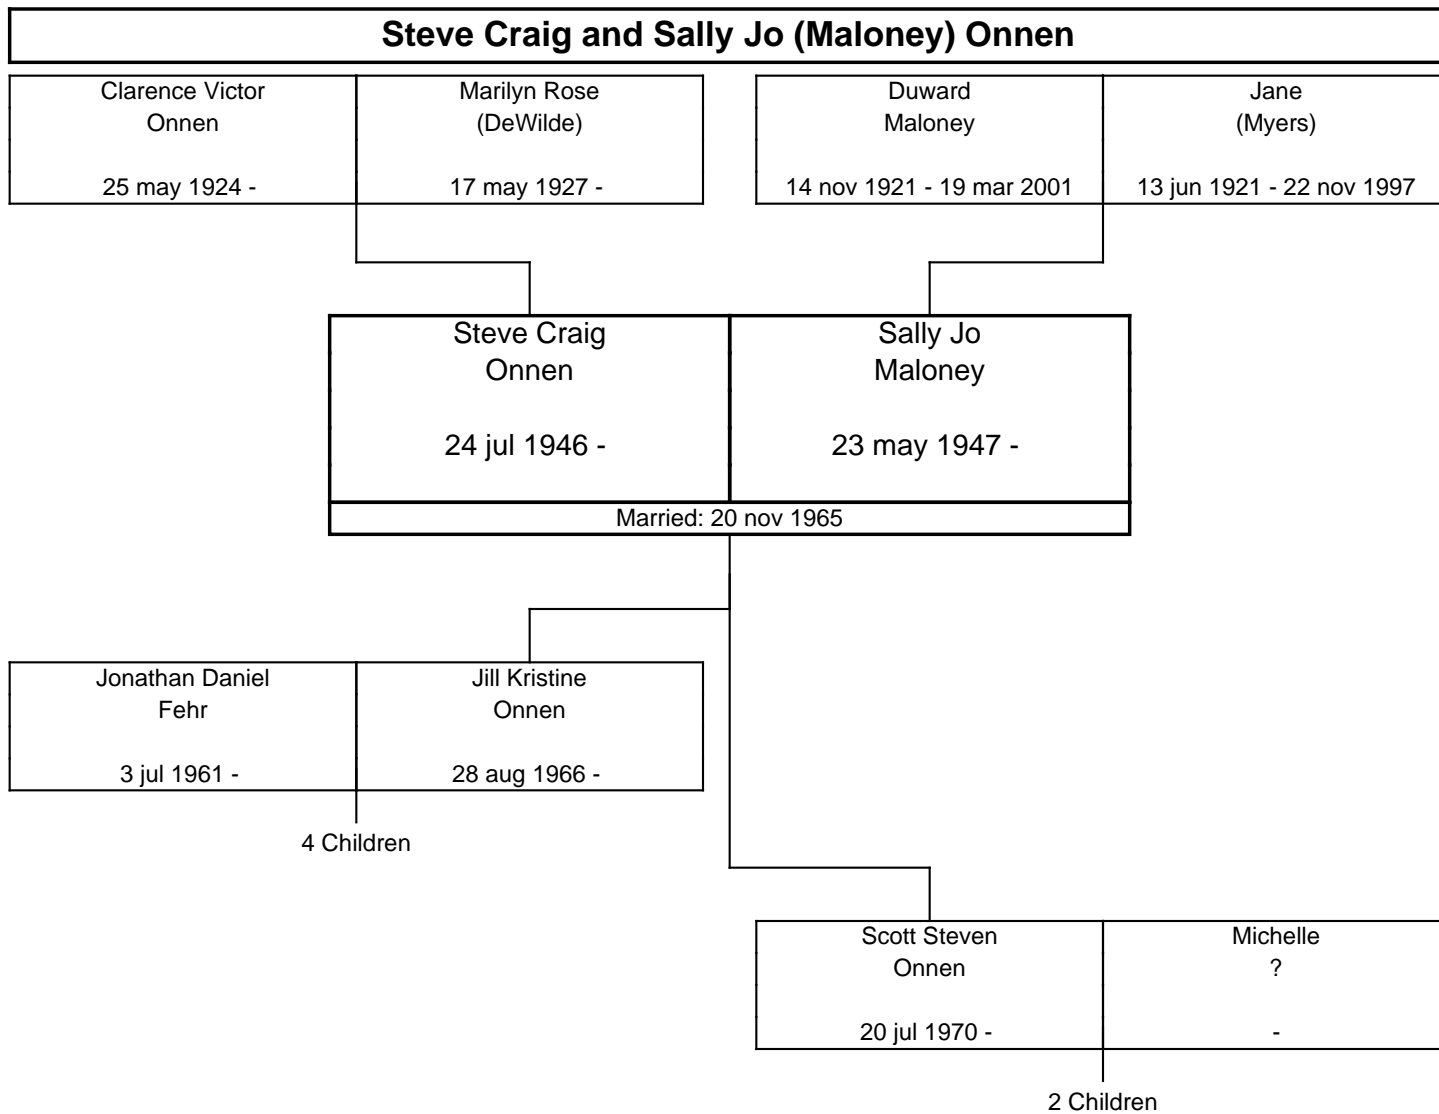 Steve Craig and Sally Jo (Maloney) Onnen
Clarence Victor
Onnen
25 may 1924 -
Marilyn Rose
(DeWilde)
17 may 1927 -
Duward
Maloney
14 nov 1921 - 19 mar 2001
Jane
(Myers)
13 jun 1921 - 22 nov 1997
Steve Craig
Onnen
24 jul 1946 -
Sally Jo
Maloney
23 may 1947 -
Married: 20 nov 1965
Jonathan Daniel
Fehr
3 jul 1961 -
Jill Kristine
Onnen
28 aug 1966 -
4 Children
Scott Steven
Onnen
20 jul 1970 -
Michelle
?
-
2 Children